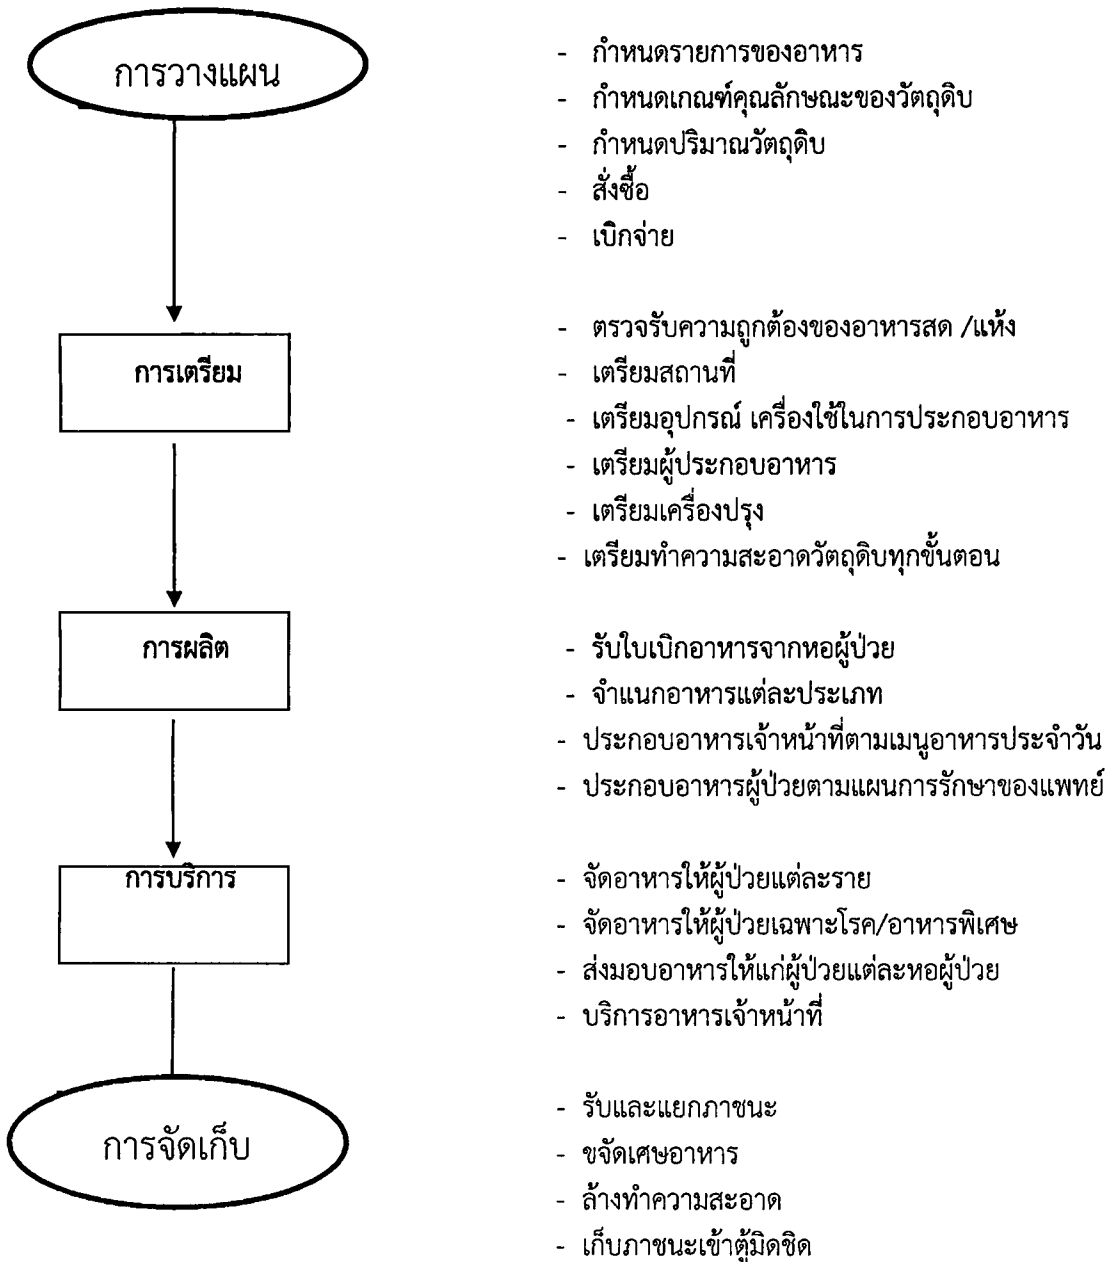 การวางแผน
- กำหนดรายการของอาหาร
- กำหนดเกณฑ์คุณลักษณะของวัตถุดิบ
- กำหนดปริมาณวัตถุดิบ
- สั่งซื้อ
- เบิกจ่าย
การเตรียม
- ตรวจรับความถูกต้องของอาหารสด /แห้ง
- เตรียมสถานที่
- เตรียมอุปกรณ์ เครื่องใช้ในการประกอบอาหาร
- เตรียมผู้ประกอบอาหาร
- เตรียมเครื่องปรุง
- เตรียมทำความสะอาดวัตถุดิบทุกขั้นตอน
การผลิต
- รับใบเบิกอาหารจากหอผู้ป่วย
- จำแนกอาหารแต่ละประเภท
- ประกอบอาหารเจ้าหน้าที่ตามเมนูอาหารประจำวัน
- ประกอบอาหารผู้ป่วยตามแผนการรักษาของแพทย์
การบริการ
- จัดอาหารให้ผู้ป่วยแต่ละราย
- จัดอาหารให้ผู้ป่วยเฉพาะโรค/อาหารพิเศษ
- ส่งมอบอาหารให้แก่ผู้ป่วยแต่ละหอผู้ป่วย
- บริการอาหารเจ้าหน้าที่
การจัดเก็บ
- รับและแยกภาชนะ
- ขจัดเศษอาหาร
- ล้างทำความสะอาด
- เก็บภาชนะเข้าตู้มิดชิด